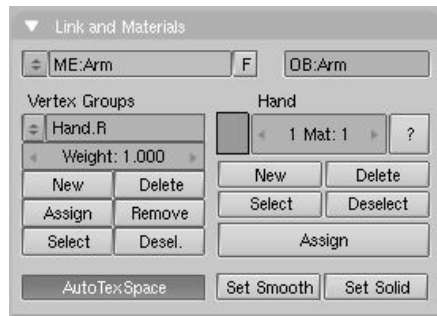 Link and Materials
ME:Arm F OB:Arm
Vertex Groups Hand
Hand.R
1 Mat: 1 ?
Weight: 1.000
New Delete New Delete
Assign Remove Select Deselect
Select Desel. Assign
AutoTexSpace Set Smooth Set Solid